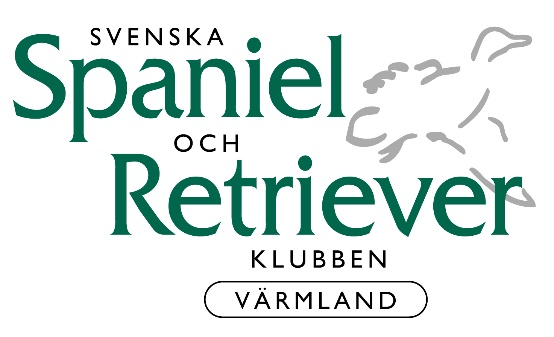 SVENSKA
Spaniel
OCH
Retriever
KLUBBEN
VÄRMLAND